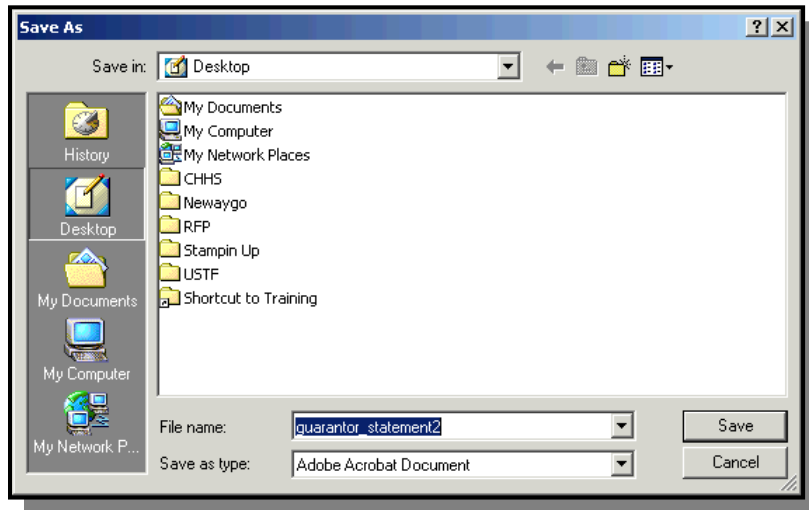 Save As
Save in: Desktop
History
Desktop
My Documents
My Computer
My Network P...
My Documents
My Computer
My Network Places
CHHS
Newaygo
RFP
Stampin Up
USTF
Shortcut to Training
File name: guarantor_statement2 Save
Save as type: Adobe Acrobat Document Cancel